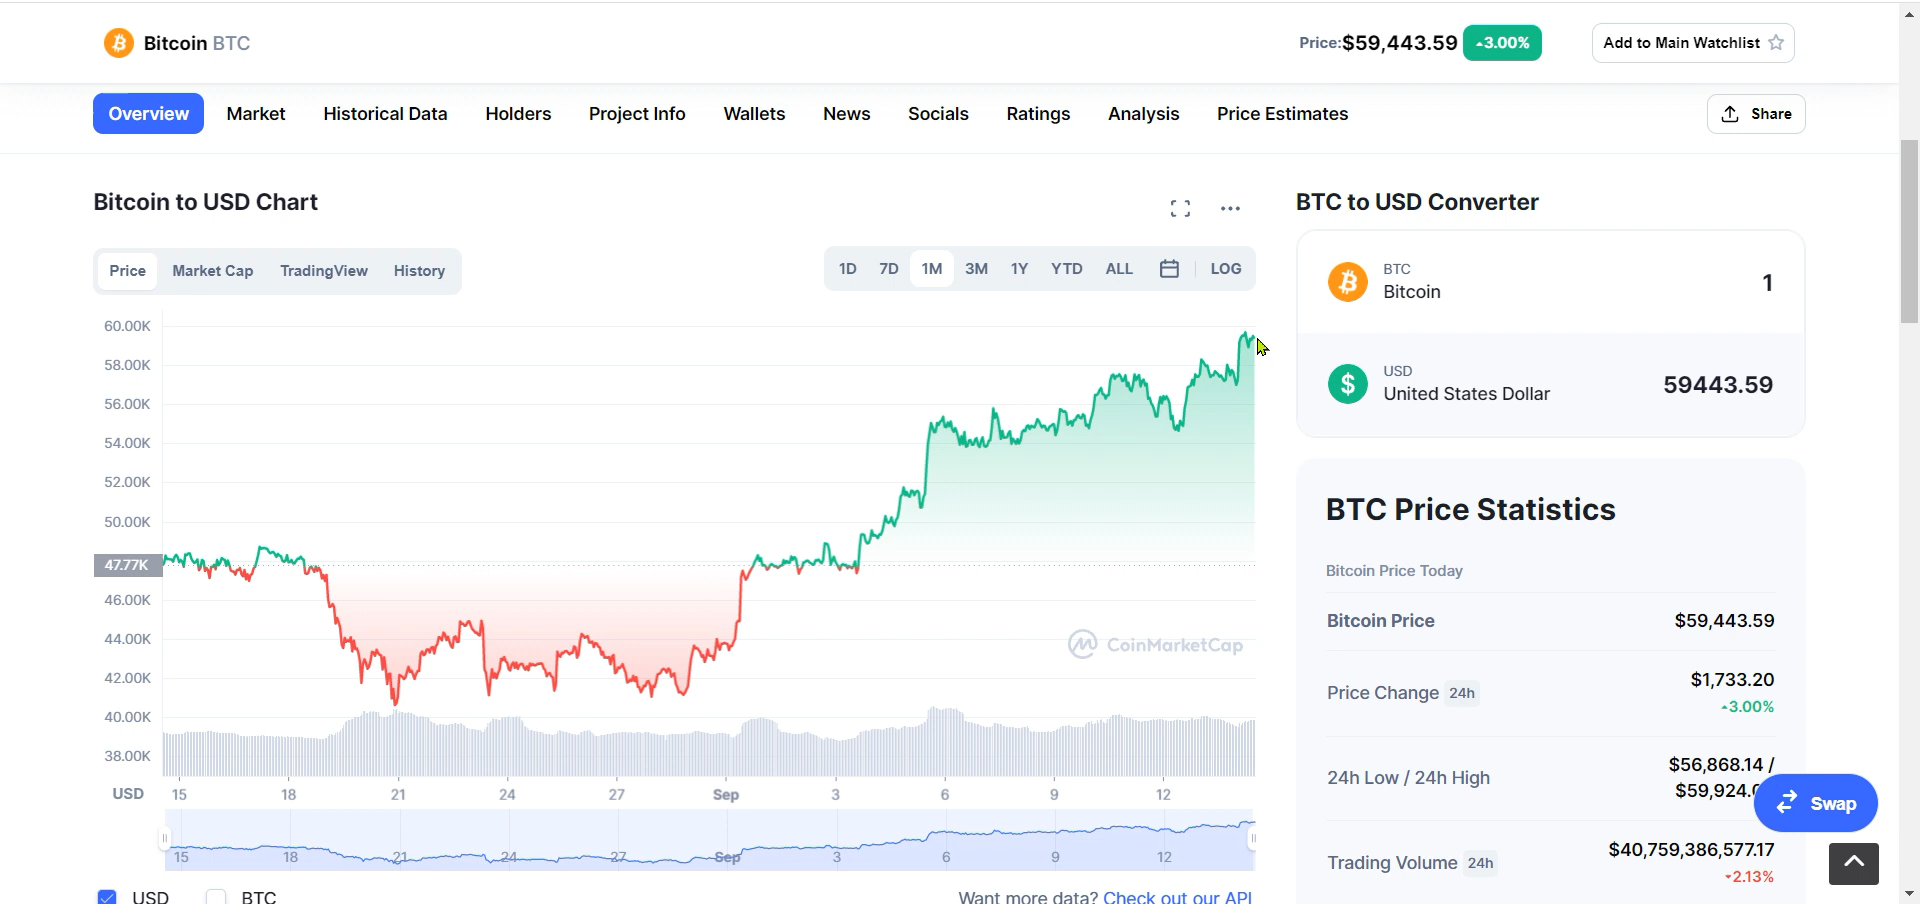 Bitcoin BTC
Price:$59,443.59 3.00%
Add to Main Watchlist
Overview Market Historical Data Holders Project Info Wallets News Socials Ratings Analysis Price Estimates
Share
Bitcoin to USD Chart
Price Market Cap TradingView History
1D 7D 1M 3M 1Y YTD ALL LOG
60.00K
58.00K
56.00K
54.00K
52.00K
50.00K
47.77K
46.00K
44.00K
42.00K
40.00K
38.00K
CoinMarketCap
USD 15 18 21 24 27 Sep 3 6 9 12
15 18 21 24 27 Sep 3 6 9 12
USD BTC
Want more data? Check out our API
BTC to USD Converter
BTC
Bitcoin 1
USD
United States Dollar 59443.59
BTC Price Statistics
Bitcoin Price Today
Bitcoin Price $59,443.59
Price Change 24h $1,733.20
3.00%
24h Low / 24h High $56,868.14 /
$59,924.
Swap
Trading Volume 24h $40,759,386,577.17
2.13%